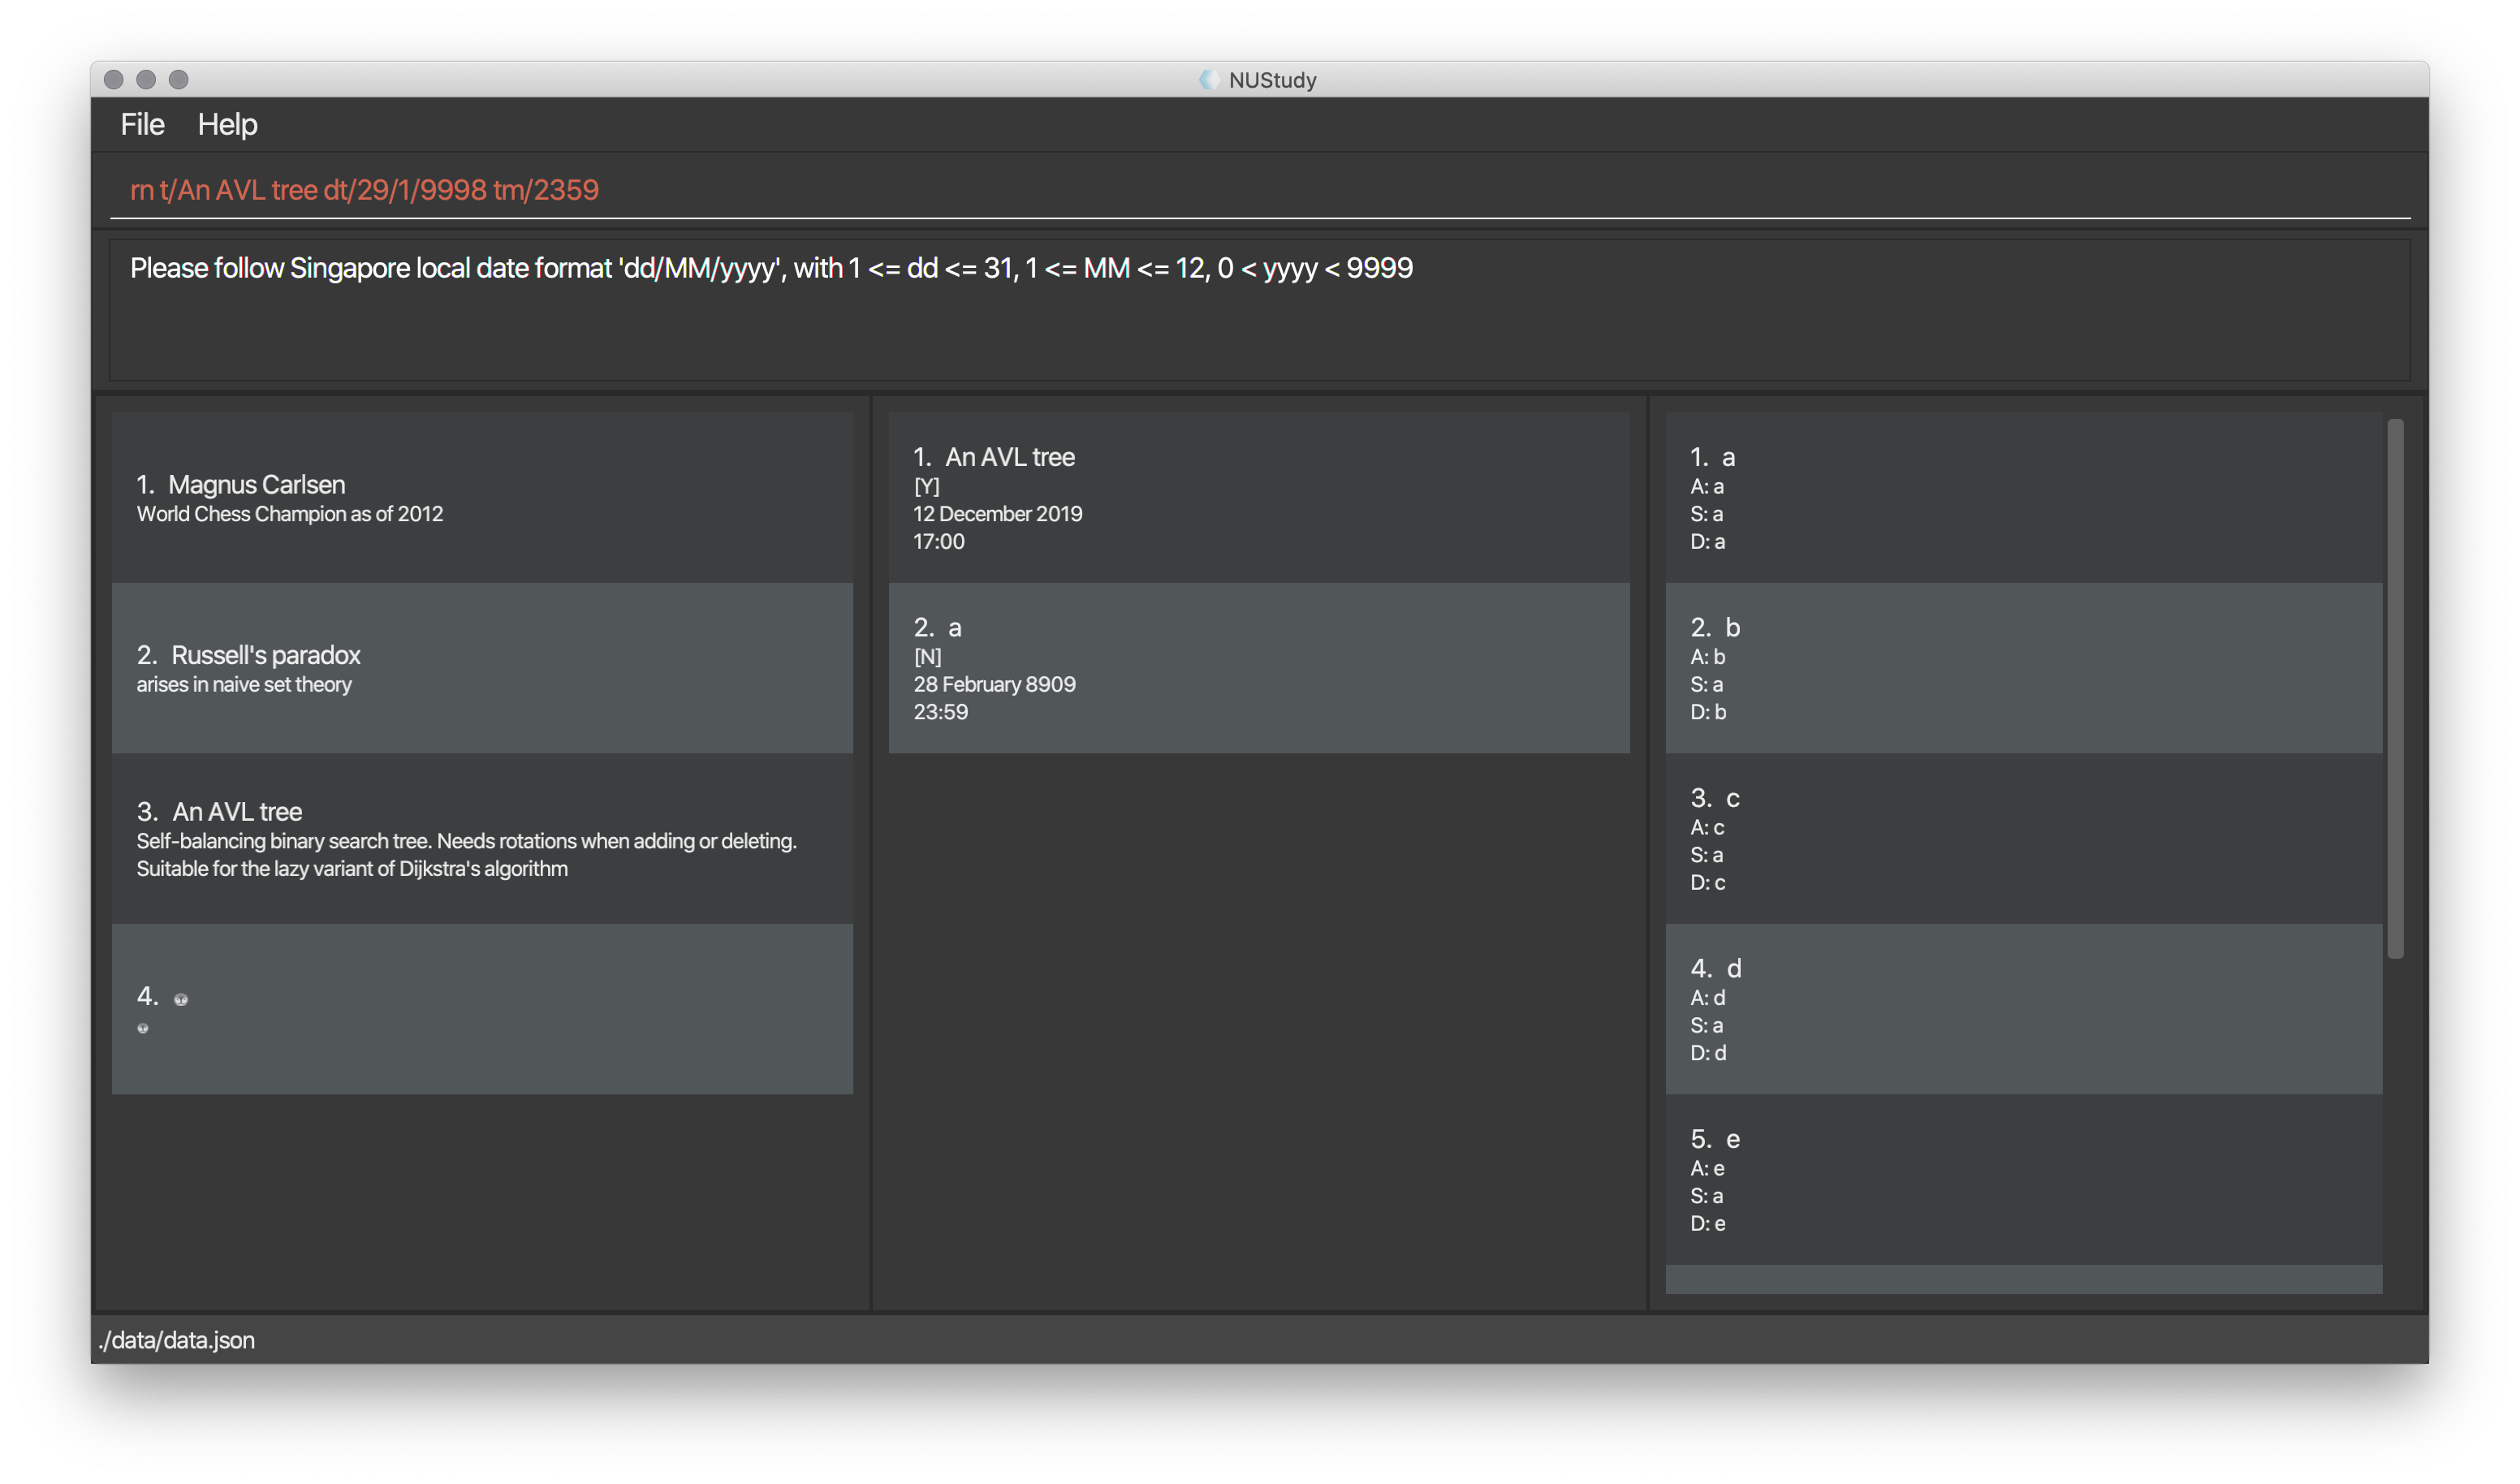 NUStudy
File Help
rn t/An AVL tree dt/29/1/9998 tm/2359
Please follow Singapore local date format 'dd/MM/yyyy', with 1 <= dd <= 31, 1 <= MM <= 12, 0 < yyyy < 9999
1. Magnus Carlsen
World Chess Champion as of 2012
2. Russell's paradox
arises in naive set theory
3. An AVL tree
Self-balancing binary search tree. Needs rotations when adding or deleting.
Suitable for the lazy variant of Dijkstra's algorithm
4.
1. An AVL tree
[Y]
12 December 2019
17:00
2. a
[N]
28 February 8909
23:59
1. a
A: a
S: a
D: a
2. b
A: b
S: a
D: b
3. c
A: c
S: a
D: c
4. d
A: d
S: a
D: d
5. e
A: e
S: a
D: e
./data/data.json